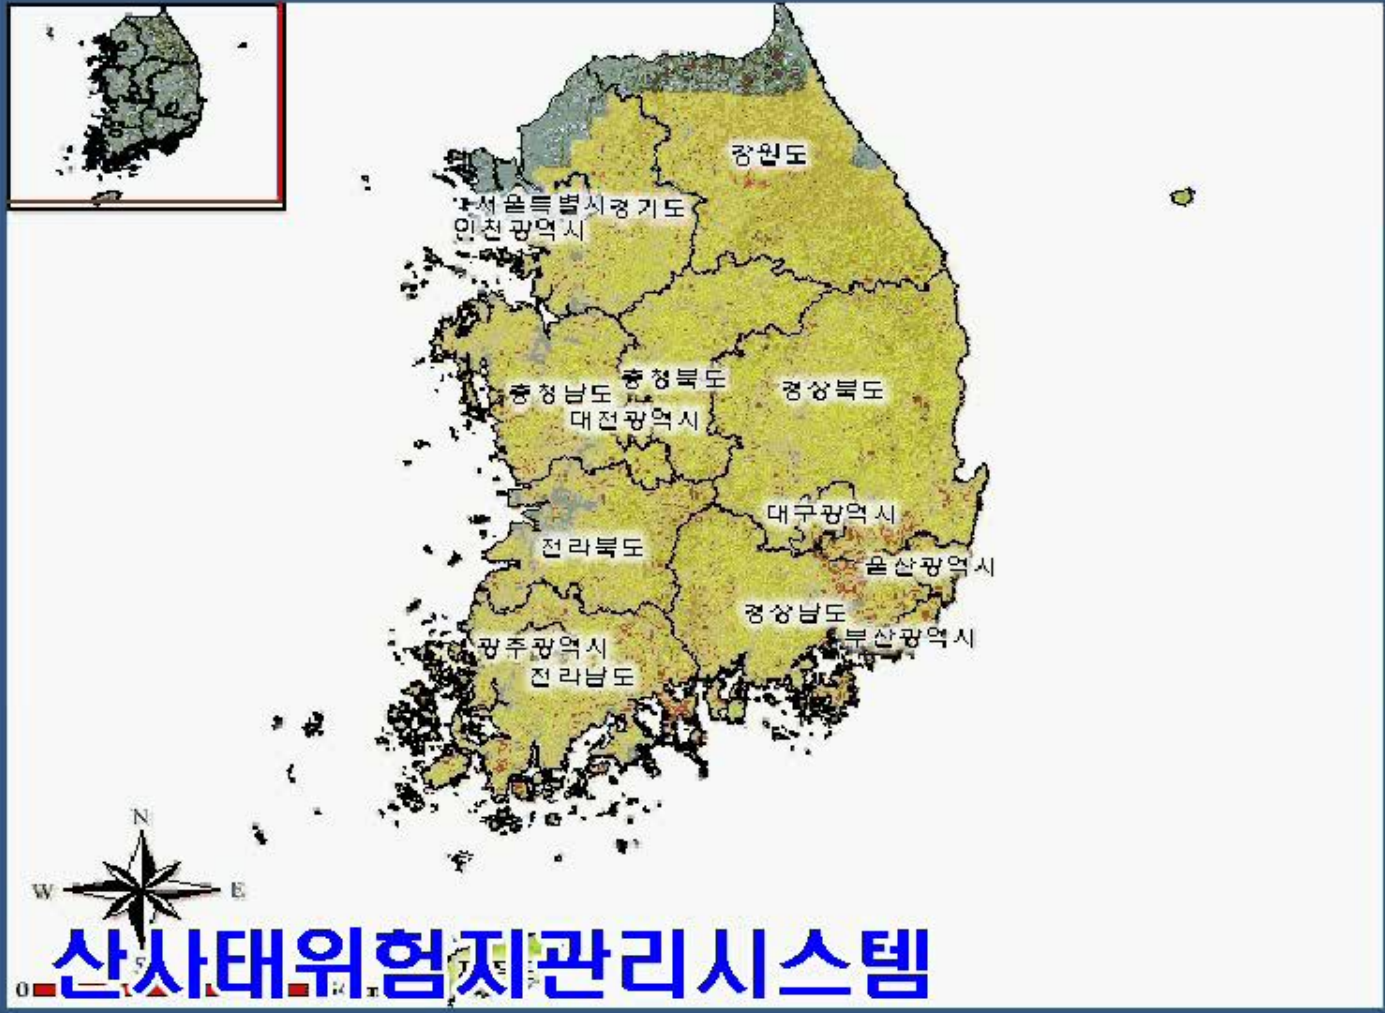 강원도
서울특별시
경기도
인천광역시
충청북도
충청남도
경상북도
대전광역시
대구광역시
전라북도
울산광역시
경상남도
부산광역시
광주광역시
전라남도
N
W
E
S
0
산사태위험지관리시스템